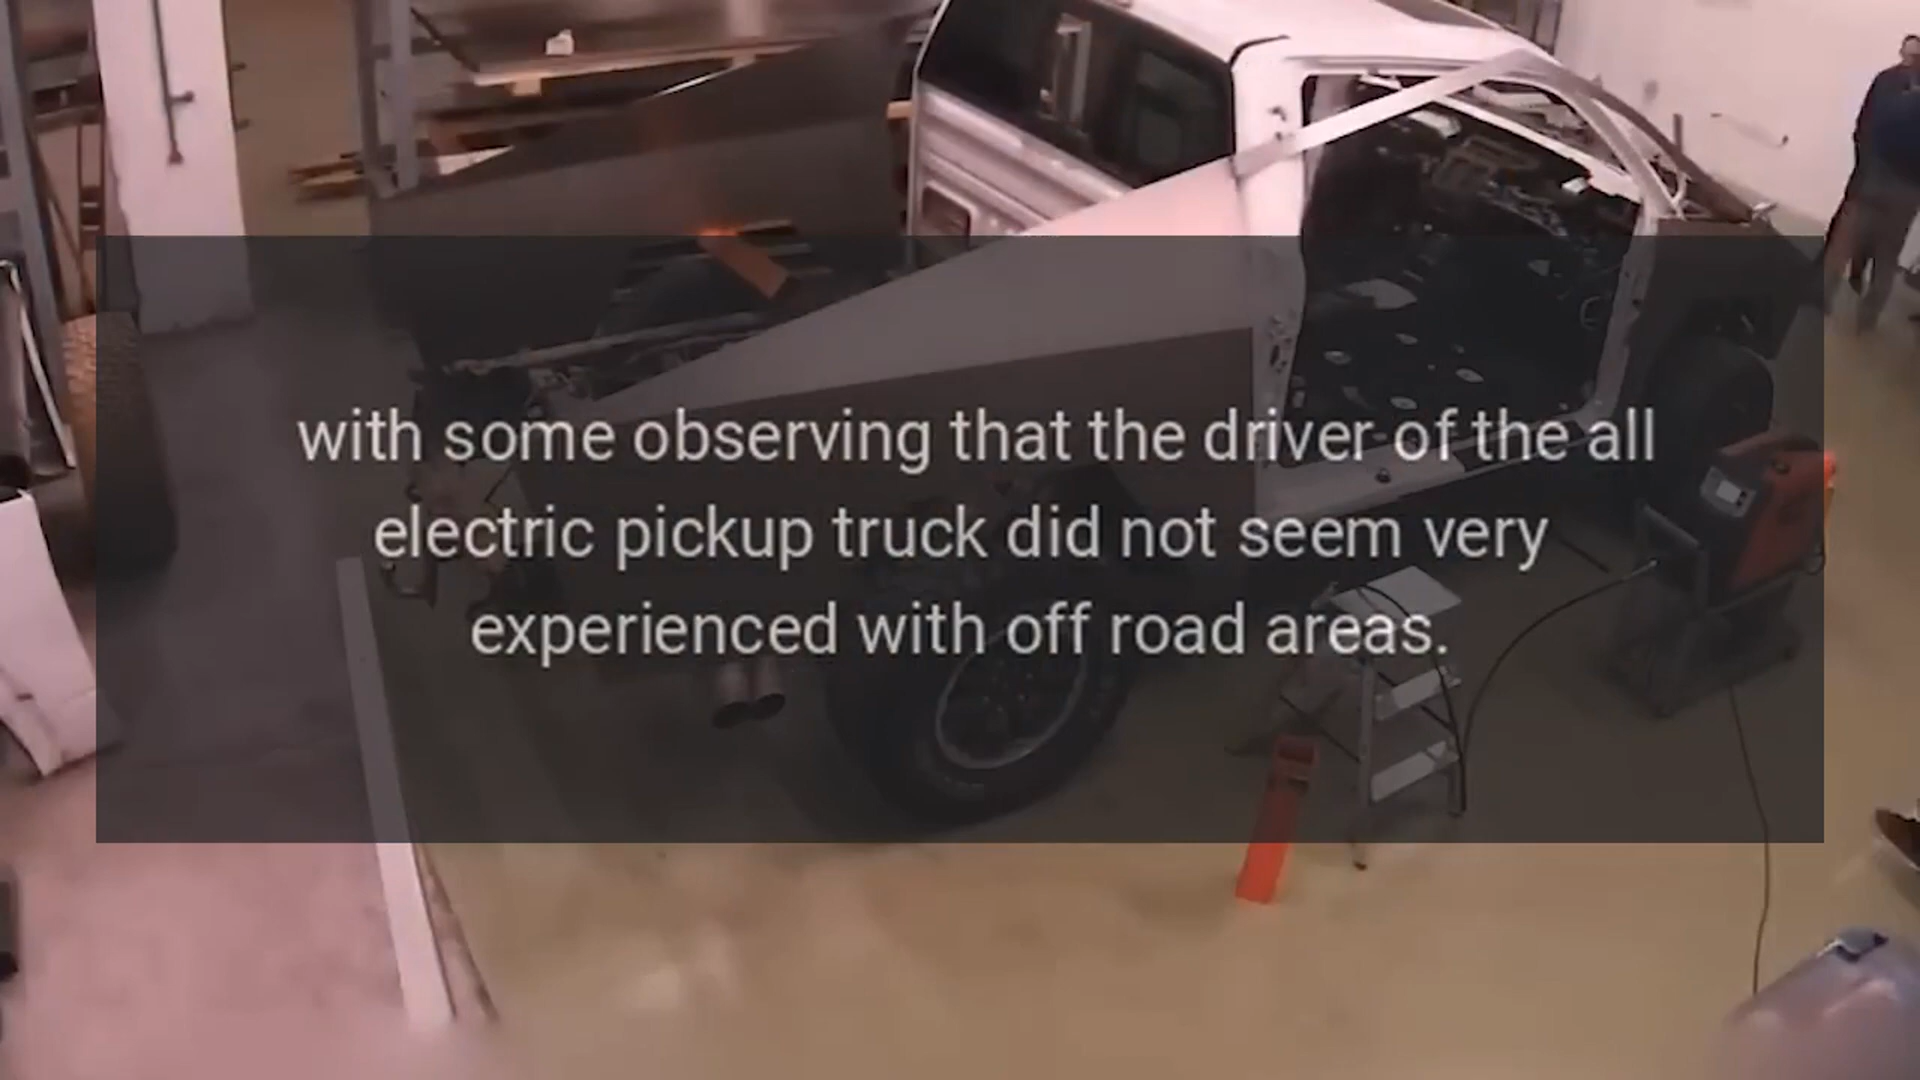 with some observing that the driver of the all
electric pickup truck did not seem very
experienced with off road areas.